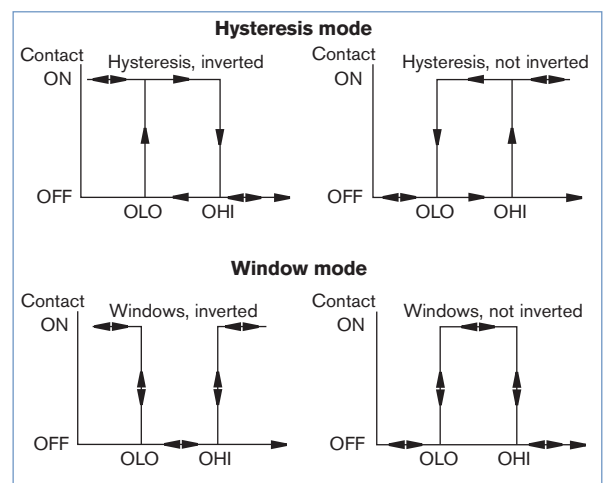 Hysteresis mode
Contact
ON
Hysteresis, inverted
OFF
OLO
OHI
Contact
ON
Hysteresis, not inverted
OFF
OLO
OHI
Window mode
Contact
ON
Windows, inverted
OFF
OLO
OHI
Contact
ON
Windows, not inverted
OFF
OLO
OHI